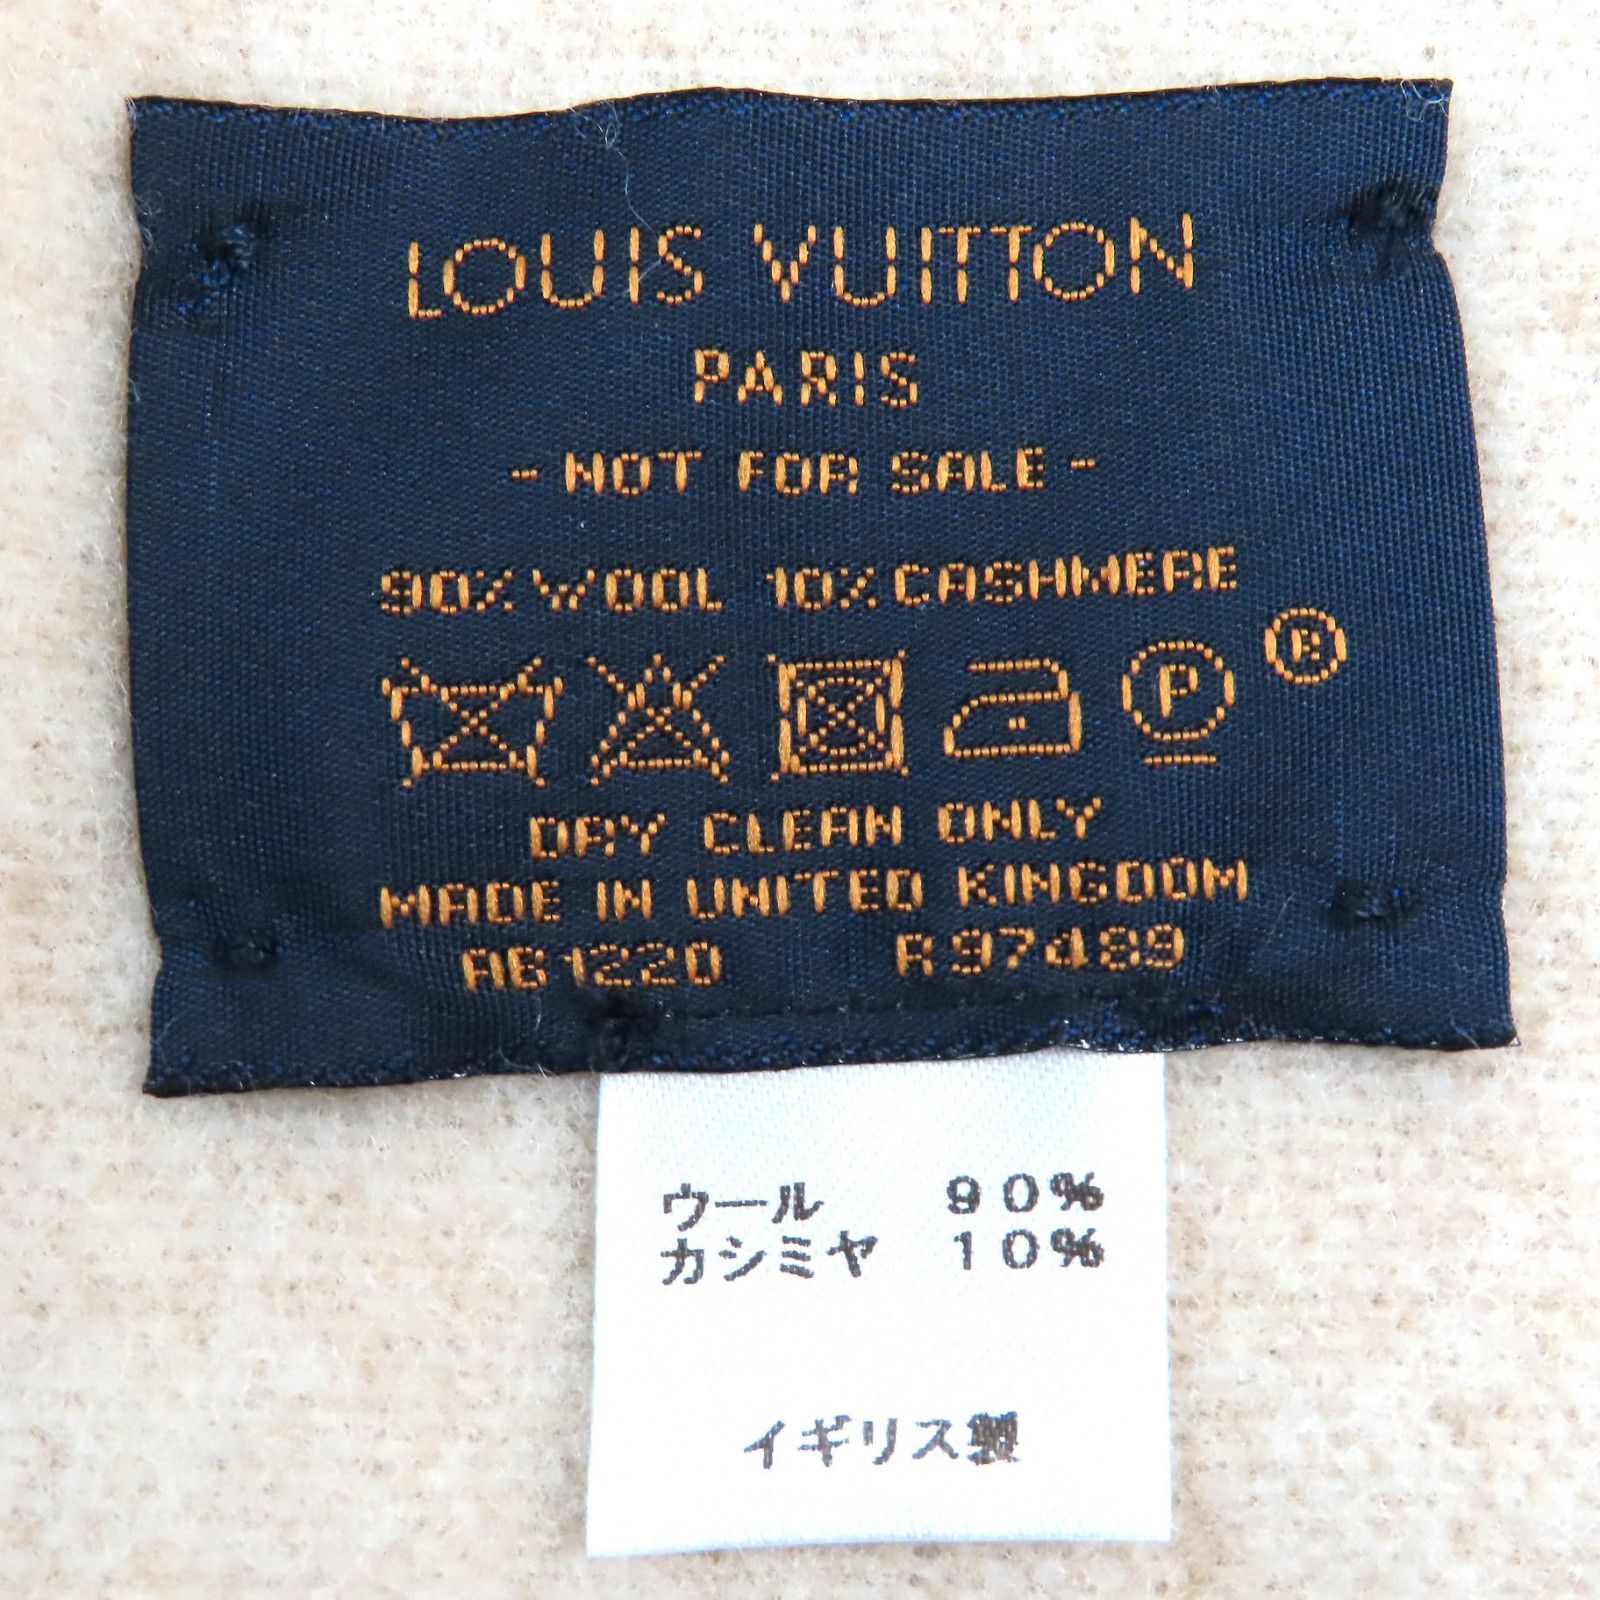 LOUIS VUITTON
PARIS
- NOT FOR SALE -
90% WOOL 10% CASHMERE
P ®
DRY CLEAN ONLY
MADE IN UNITED KINGDOM
AB1220 R97489
ウール 90%
カシミヤ 10%
イギリス製